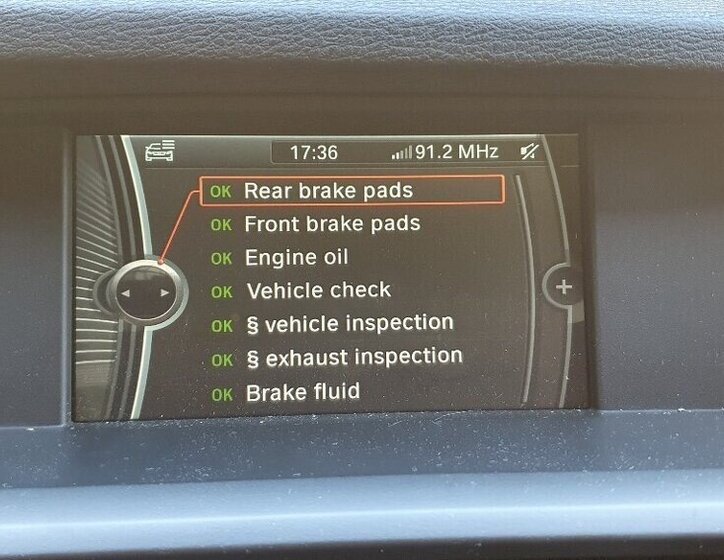 17:36 91.2 MHz
OK Rear brake pads
OK Front brake pads
OK Engine oil
OK Vehicle check
OK § vehicle inspection
OK § exhaust inspection
OK Brake fluid